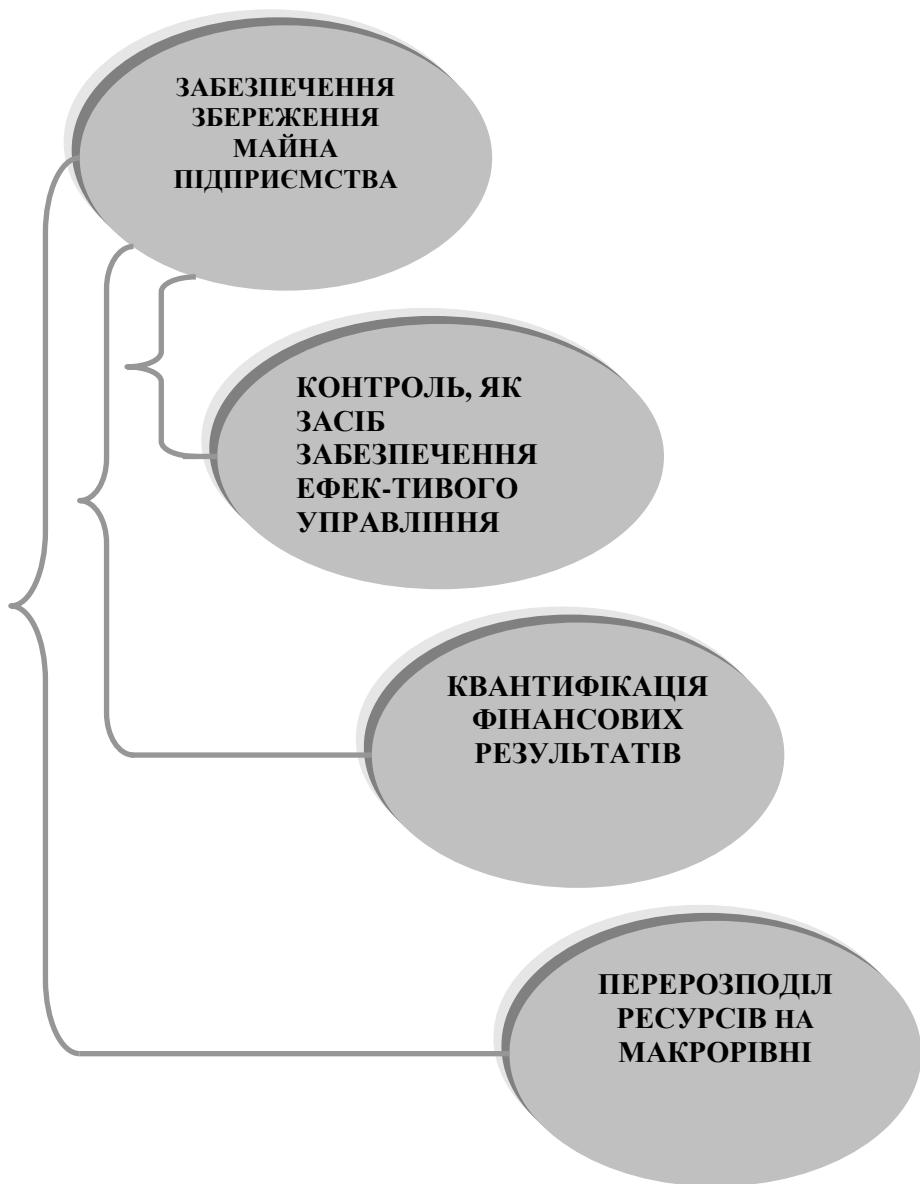 ЗАБЕЗПЕЧЕННЯ
ЗБЕРЕЖЕННЯ
МАЙНА
ПІДПРИЄМСТВА
КОНТРОЛЬ, ЯК
ЗАСІБ
ЗАБЕЗПЕЧЕННЯ
ЕФЕК-ТИВОГО
УПРАВЛІННЯ
КВАНТИФІКАЦІЯ
ФІНАНСОВИХ
РЕЗУЛЬТАТІВ
ПЕРЕРОЗПОДІЛ
РЕСУРСІВ НА
МАКРОРІВНІ